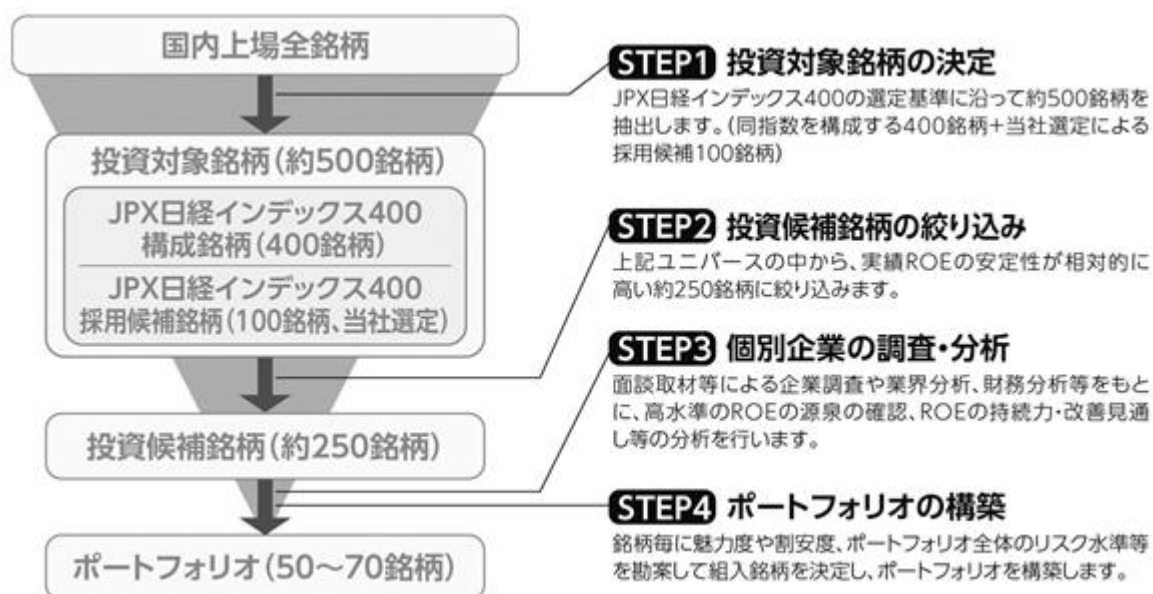 国内上場全銘柄
投資対象銘柄(約500銘柄)
JPX日経インデックス400
構成銘柄(400銘柄)
JPX日経インデックス400
採用候補銘柄(100銘柄、当社選定)
投資候補銘柄(約250銘柄)
ポートフォリオ(50〜70銘柄)
STEP1 投資対象銘柄の決定
JPX日経インデックス400の選定基準に沿って約500銘柄を
抽出します。(同指数を構成する400銘柄+当社選定による
採用候補100銘柄)
STEP2 投資候補銘柄の絞り込み
上記ユニバースの中から、実績ROEの安定性が相対的に
高い約250銘柄に絞り込みます。
STEP3 個別企業の調査・分析
面談取材等による企業調査や業界分析、財務分析等をもと
に、高水準のROEの源泉の確認、ROEの持続力・改善見通
し等の分析を行います。
STEP4 ポートフォリオの構築
銘柄毎に魅力度や割安度、ポートフォリオ全体のリスク水準等
を勘案して組入銘柄を決定し、ポートフォリオを構築します。